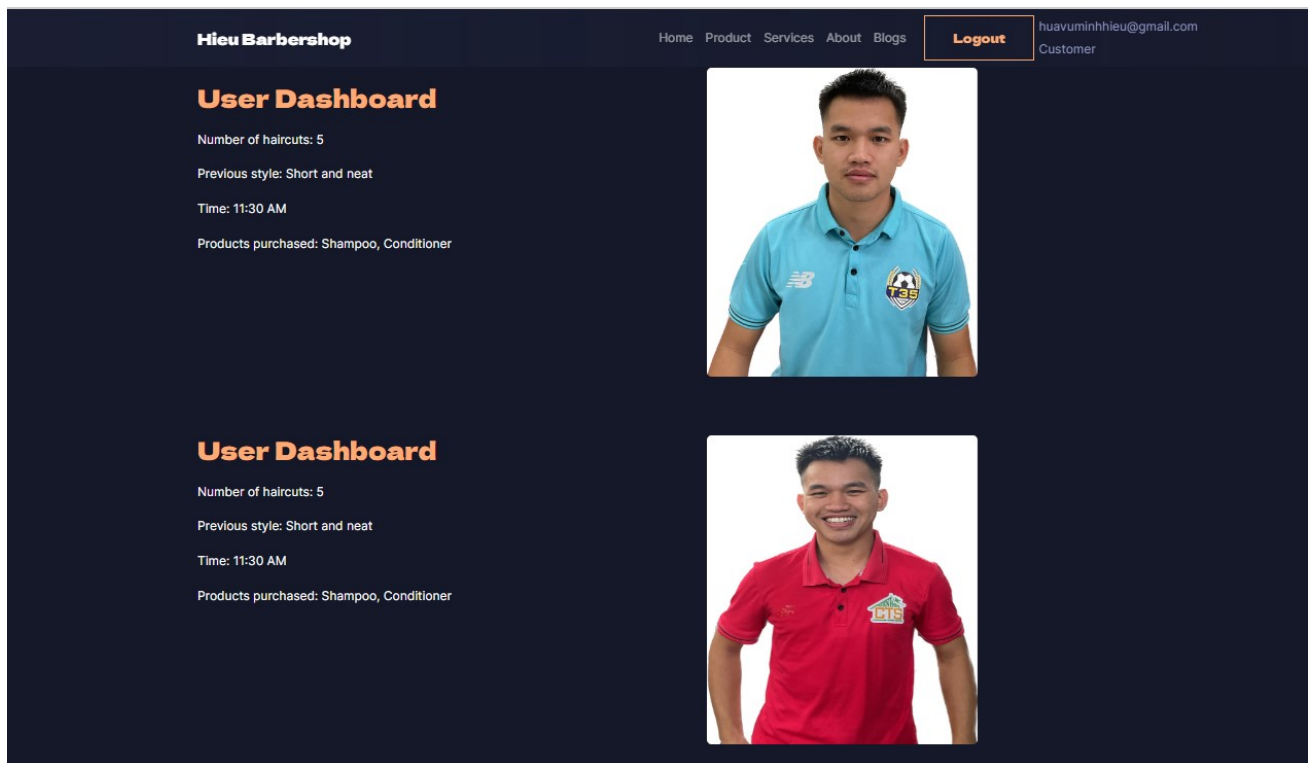 Hieu Barbershop
Home Product Services About Blogs
Logout
huavuminhhieu@gmail.com
Customer
User Dashboard
Number of haircuts: 5
Previous style: Short and neat
Time: 11:30 AM
Products purchased: Shampoo, Conditioner
NB
T35
User Dashboard
Number of haircuts: 5
Previous style: Short and neat
Time: 11:30 AM
Products purchased: Shampoo, Conditioner
CTS